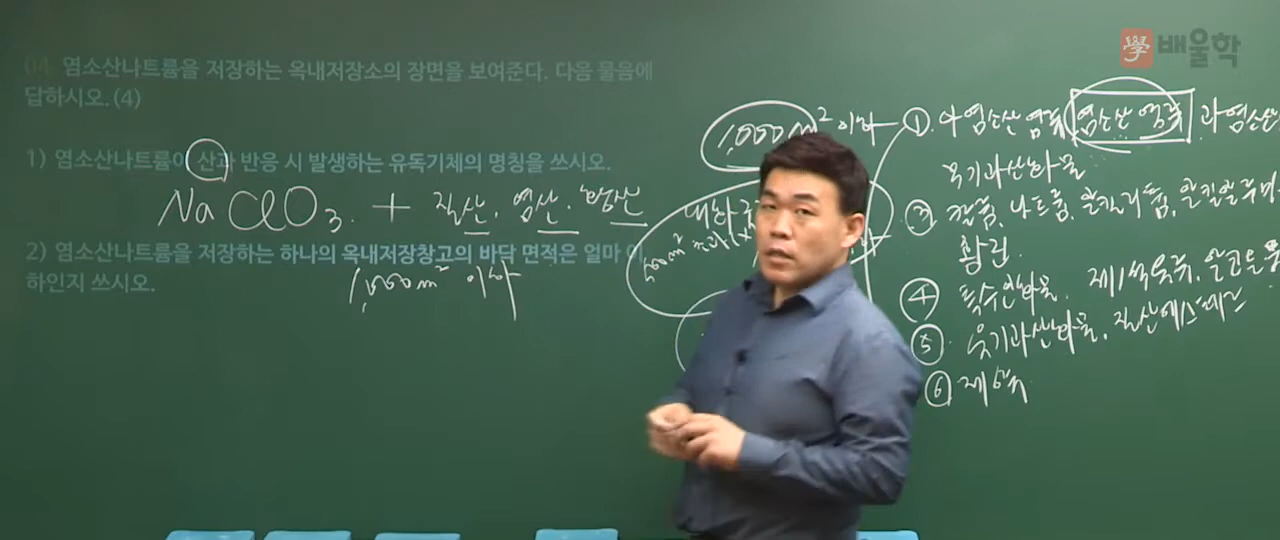 學 배울학
04. 염소산나트륨을 저장하는 옥내저장소의 장면을 보여준다. 다음 물음에
답하시오.(4)
1) 염소산나트륨이 산과 반응 시 발생하는 유독기체의 명칭을 쓰시오.
NaClO3. + 질산, 염산, 황산
2) 염소산나트륨을 저장하는 하나의 옥내저장창고의 바닥 면적은 얼마 이
하인지 쓰시오.
1,000m² 이하
1,000m² 이하
① 아염소산 염류 염소산 염류 과염소산
무기과산화물
③ 칼륨, 나트륨, 알킬리튬, 알킬알루미
황린.
④ 특수인화물, 제1석유류, 알코올류
⑤ 유기과산화물, 질산에스테르
⑥ 제6류